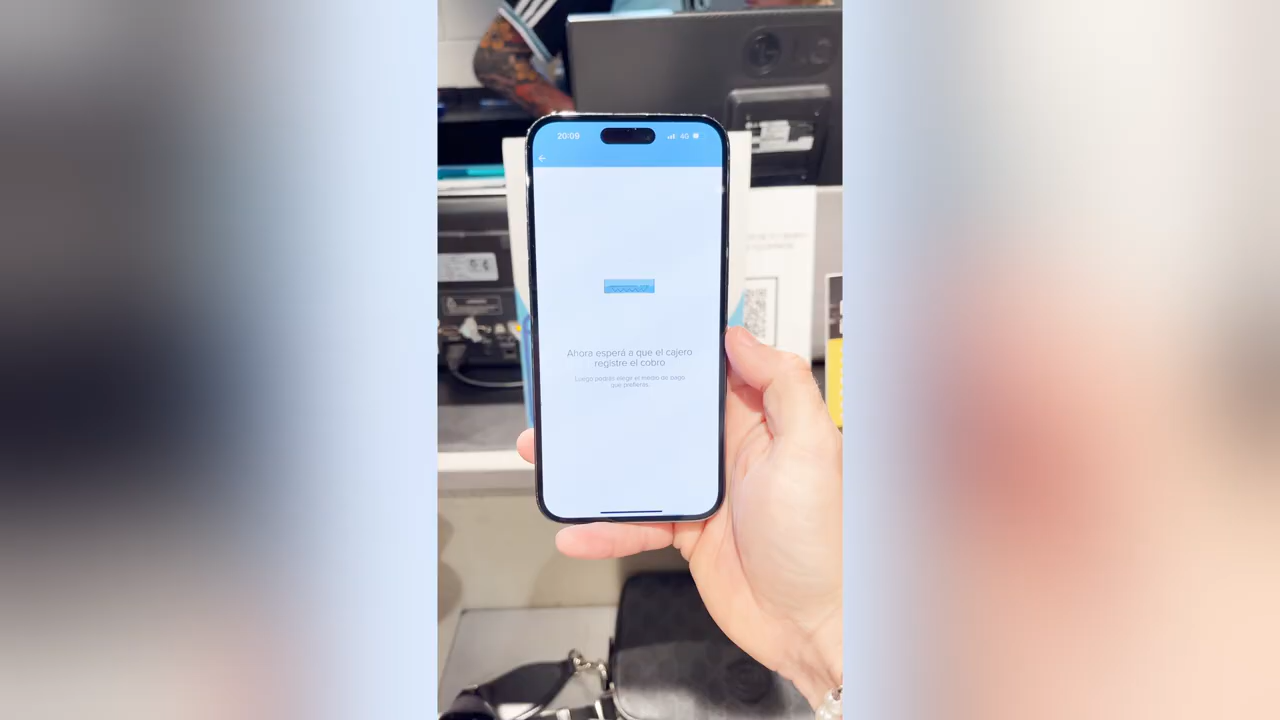 LG
20:09
4G
Ahora esperá a que el cajero
registre el cobro
Luego podrás elegir el medio de pago
que prefieras.